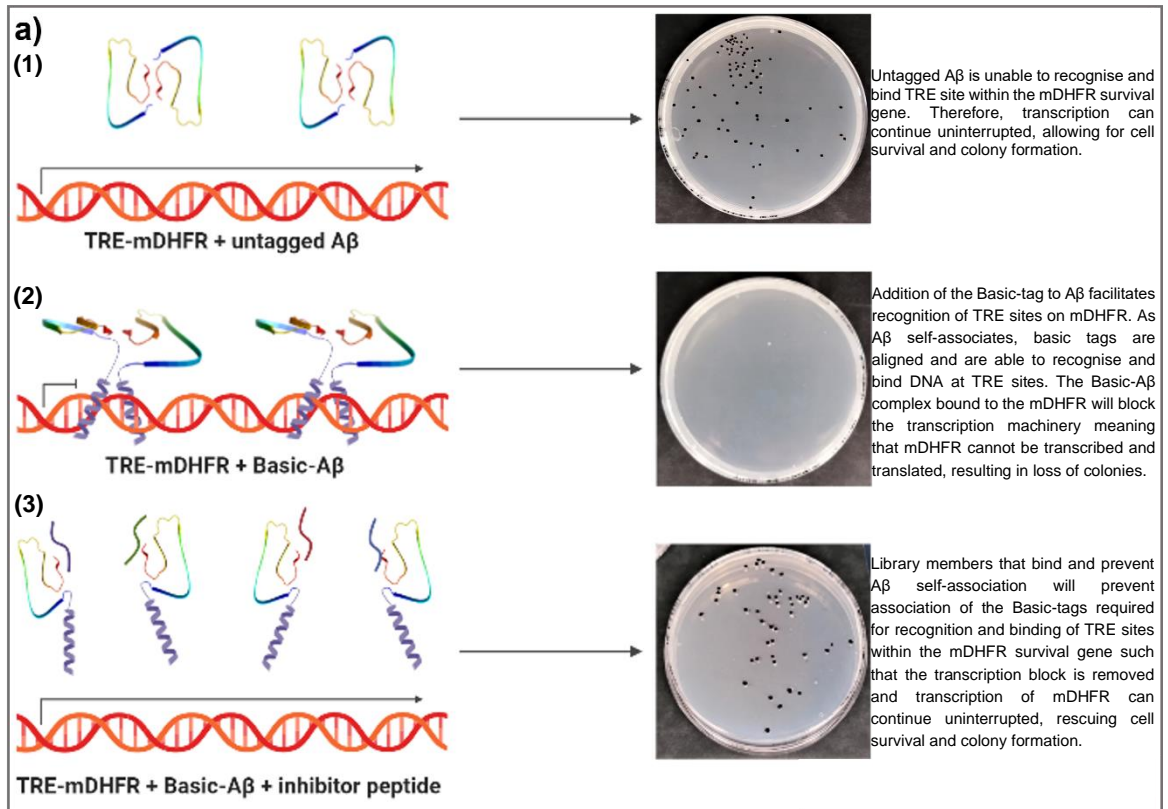 a)
(1)
TRE-mDHFR + untagged Aβ
Untagged Aβ is unable to recognise and
bind TRE site within the mDHFR survival
gene. Therefore, transcription can
continue uninterrupted, allowing for cell
survival and colony formation.
(2)
TRE-mDHFR + Basic-Aβ
Addition of the Basic-tag to Aβ facilitates
recognition of TRE sites on mDHFR. As
Aβ self-associates, basic tags are
aligned and are able to recognise and
bind DNA at TRE sites. The Basic-Aβ
complex bound to the mDHFR will block
the transcription machinery meaning
that mDHFR cannot be transcribed and
translated, resulting in loss of colonies.
(3)
TRE-mDHFR + Basic-Aβ + inhibitor peptide
Library members that bind and prevent
Aβ self-association will prevent
association of the Basic-tags required
for recognition and binding of TRE sites
within the mDHFR survival gene such
that the transcription block is removed
and transcription of mDHFR can
continue uninterrupted, rescuing cell
survival and colony formation.